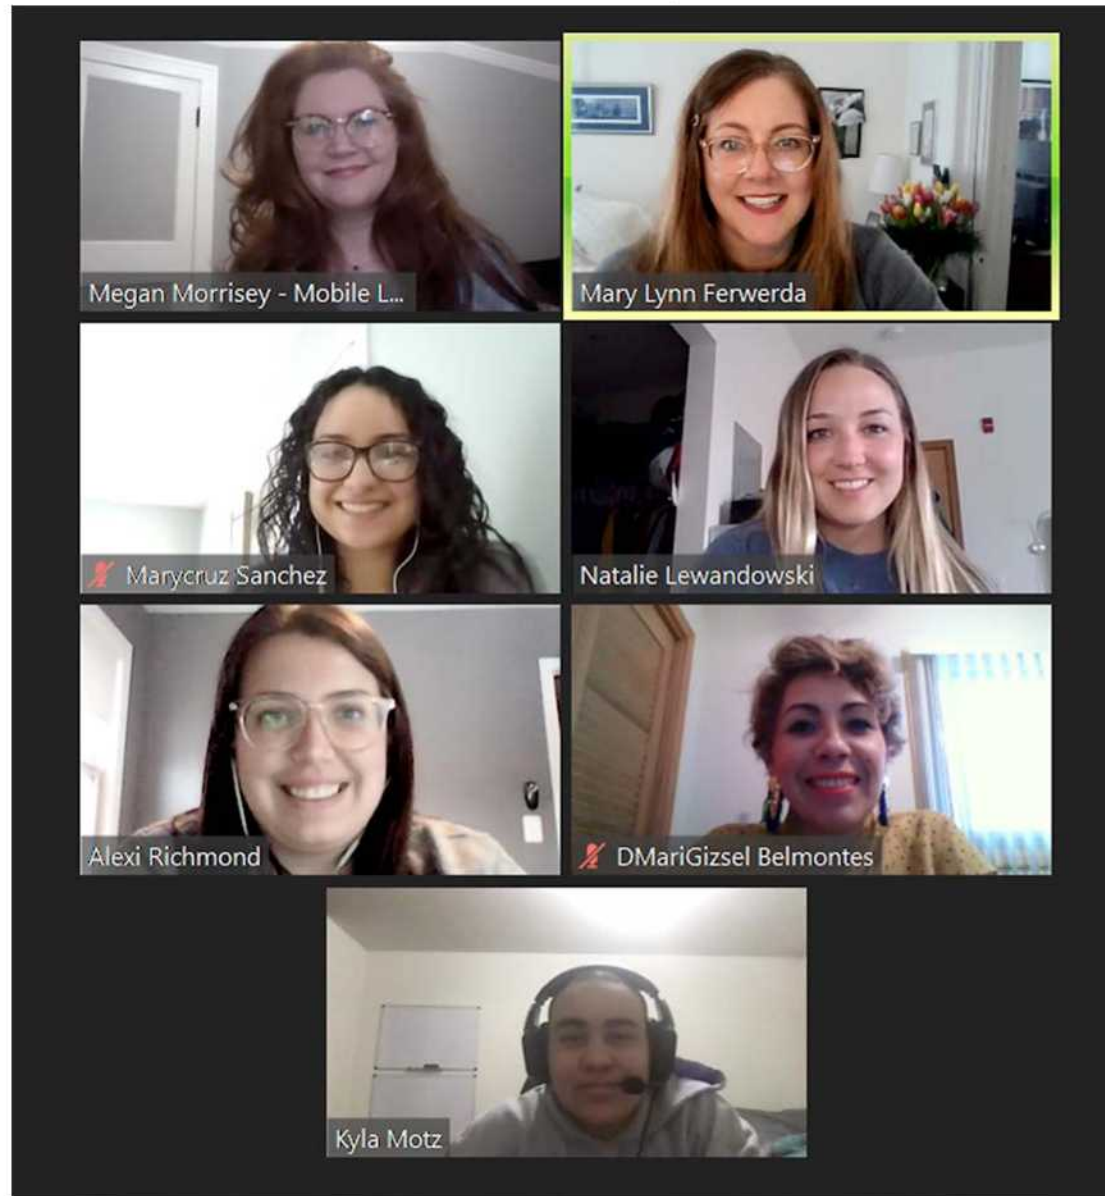 Megan Morrisey - Mobile L...
Mary Lynn Ferwerda
Marycruz Sanchez
Natalie Lewandowski
Alexi Richmond
DMariGizsel Belmontes
Kyla Motz